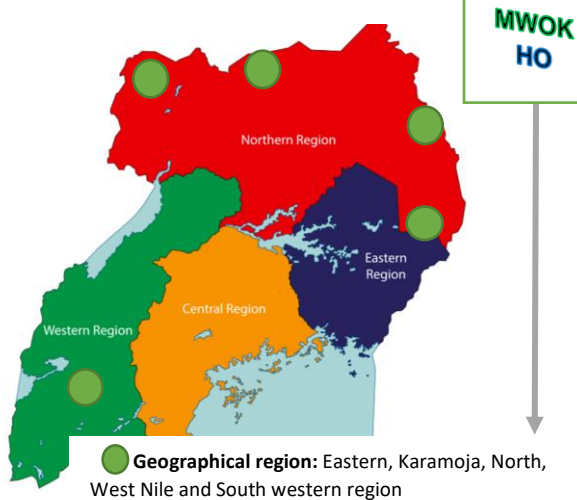 MWOK
HO
Northern Region
Eastern
Region
Central Region
Western Region
Geographical region: Eastern, Karamoja, North,
West Nile and South western region